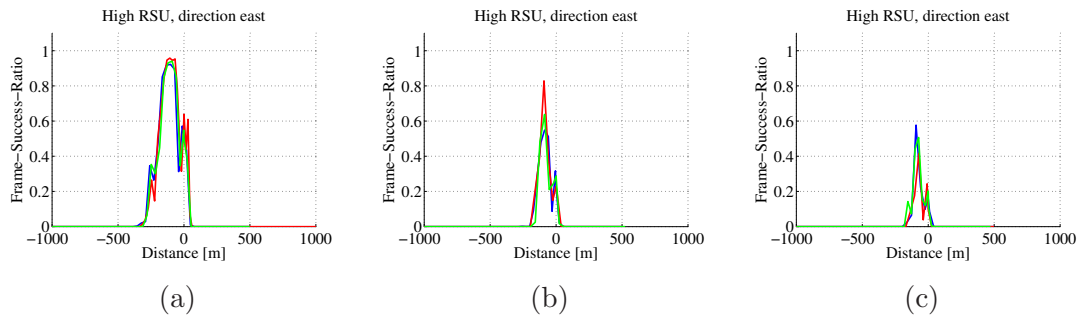 High RSU, direction east
Frame−Success−Ratio
1
0.8
0.6
0.4
0.2
0
−1000 −500 0 500 1000
Distance [m]
(a)
High RSU, direction east
Frame−Success−Ratio
1
0.8
0.6
0.4
0.2
0
−1000 −500 0 500 1000
Distance [m]
(b)
High RSU, direction east
Frame−Success−Ratio
1
0.8
0.6
0.4
0.2
0
−1000 −500 0 500 1000
Distance [m]
(c)